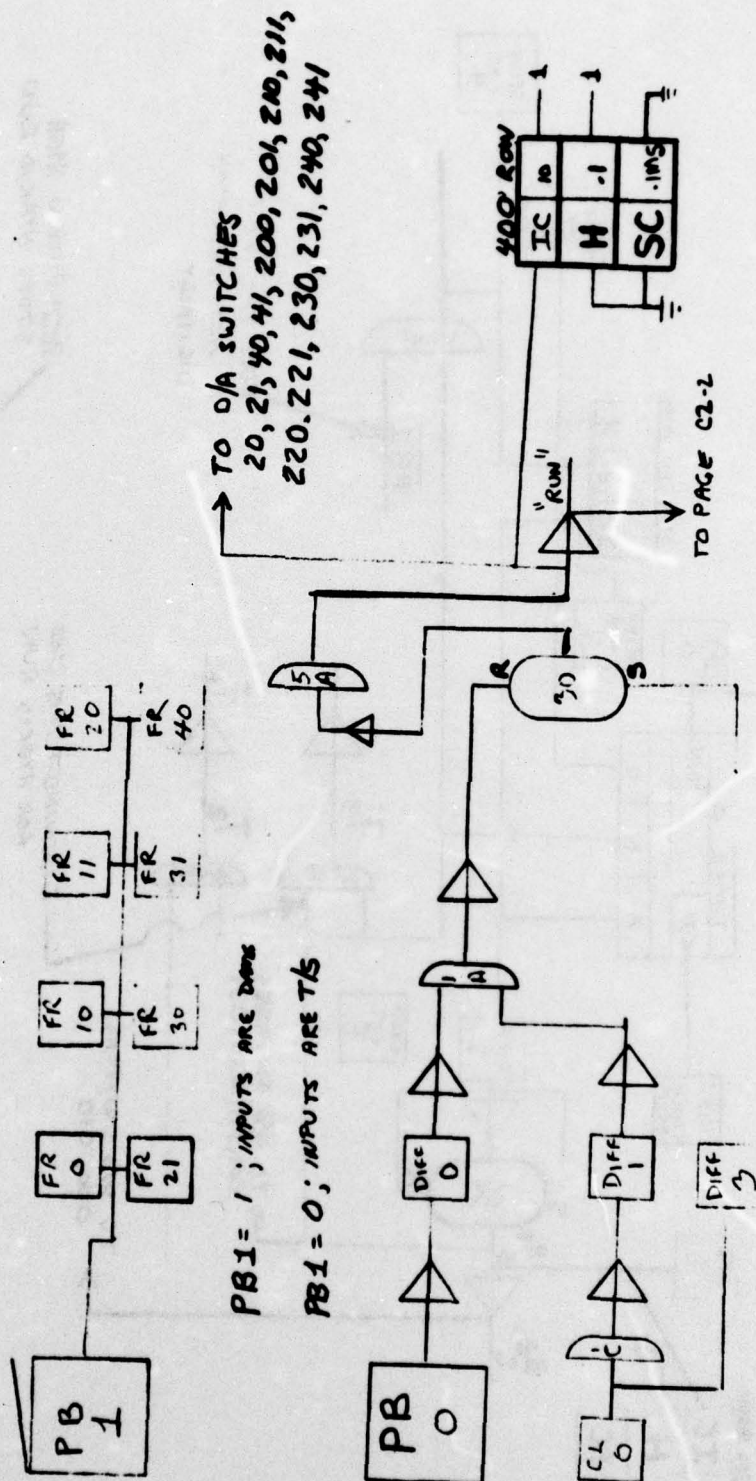 PB
1
FR
0
FR
21
FR
10
FR
30
FR
11
FR
31
FR
20
FR
40
PB1 = 1; INPUTS ARE DAMS
PB1 = 0; INPUTS ARE T/S
TO D/A SWITCHES
20, 21, 40, 41, 200, 201, 210, 211,
220, 221, 230, 231, 240, 241
PB
0
DIFF
0
1
A
5
A
R
30
S
"RUN"
TO PAGE C2-2
400 ROW
IC 10 1
H .1 1
SC .1MS
CL
0
C
DIFF
1
DIFF
3